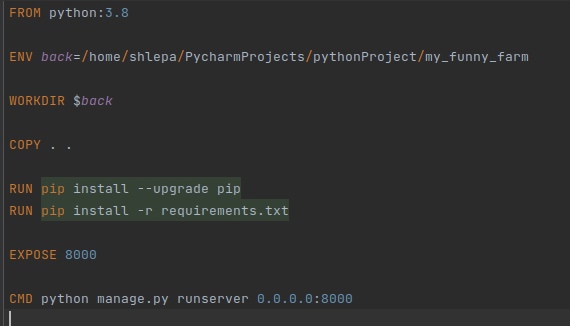 FROM python:3.8
ENV back=/home/shlepa/PycharmProjects/pythonProject/my_funny_farm
WORKDIR $back
COPY . .
RUN pip install --upgrade pip
RUN pip install -r requirements.txt
EXPOSE 8000
CMD python manage.py runserver 0.0.0.0:8000